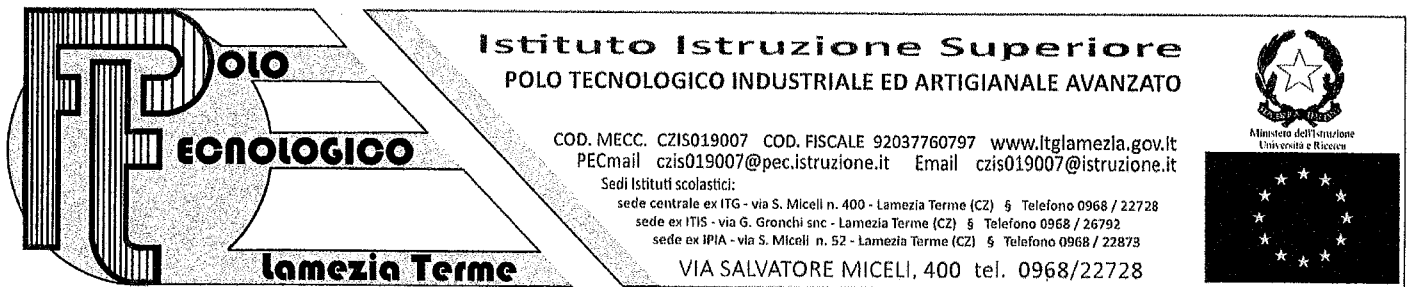 POLO
TECNOLOGICO
Lamezia Terme
Istituto Istruzione Superiore
POLO TECNOLOGICO INDUSTRIALE ED ARTIGIANALE AVANZATO
COD. MECC. CZIS019007 COD. FISCALE 92037760797 www.itglamezia.gov.it
PECmail czis019007@pec.istruzione.it Email czis019007@istruzione.it
Sedi Istituti scolastici:
sede centrale ex ITG - via S. Miceli n. 400 - Lamezia Terme (CZ) § Telefono 0968 / 22728
sede ex ITIS - via G. Gronchi snc - Lamezia Terme (CZ) § Telefono 0968 / 26792
sede ex IPIA - via S. Miceli n. 52 - Lamezia Terme (CZ) § Telefono 0968 / 22873
VIA SALVATORE MICELI, 400 tel. 0968/22728
Ministero dell'Istruzione
Università e Ricerca